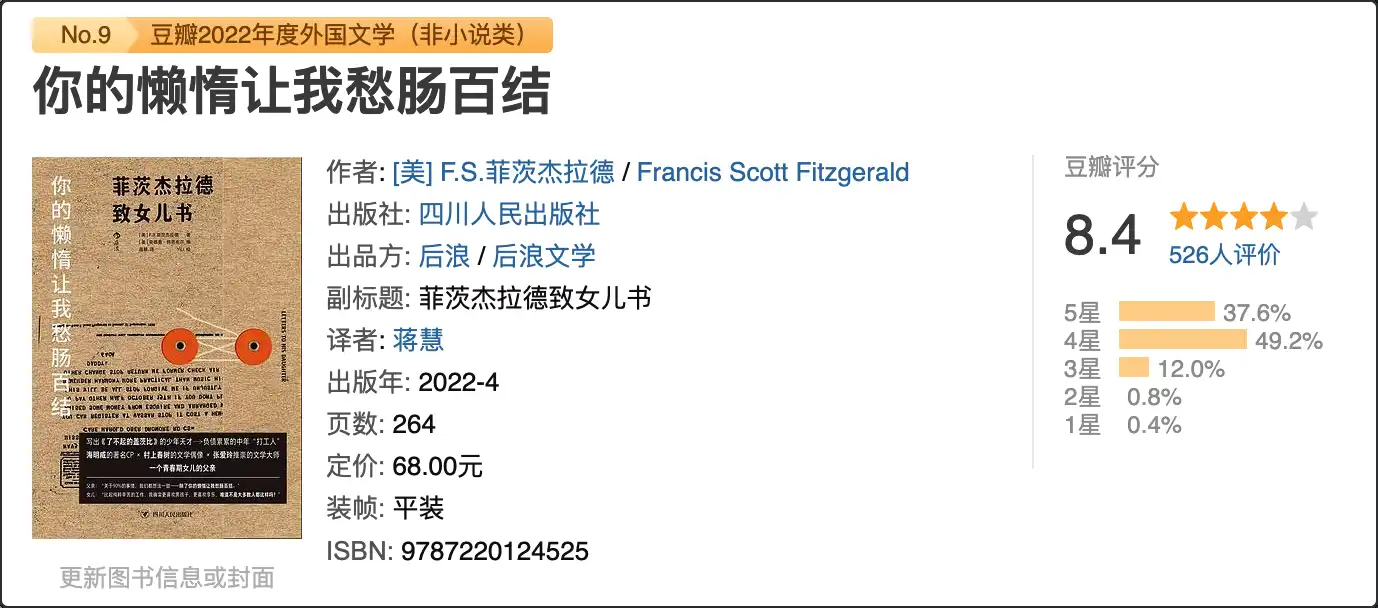 No.9 豆瓣2022年度外国文学（非小说类）
你的懒惰让我愁肠百结
你的懒惰让我愁肠百结
菲茨杰拉德
致女儿书
LETTERS TO HIS DAUGHTER
写出《了不起的盖茨比》的少年天才→负债累累的中年“打工人”
海明威的著名CP × 村上春树的文学偶像 × 张爱玲推崇的文学大师
一个青春期女儿的父亲
四川人民出版社
更新图书信息或封面
作者: [美] F.S.菲茨杰拉德 / Francis Scott Fitzgerald
出版社: 四川人民出版社
出品方: 后浪 / 后浪文学
副标题: 菲茨杰拉德致女儿书
译者: 蒋慧
出版年: 2022-4
页数: 264
定价: 68.00元
装帧: 平装
ISBN: 9787220124525
豆瓣评分
8.4
526人评价
5星 37.6%
4星 49.2%
3星 12.0%
2星 0.8%
1星 0.4%